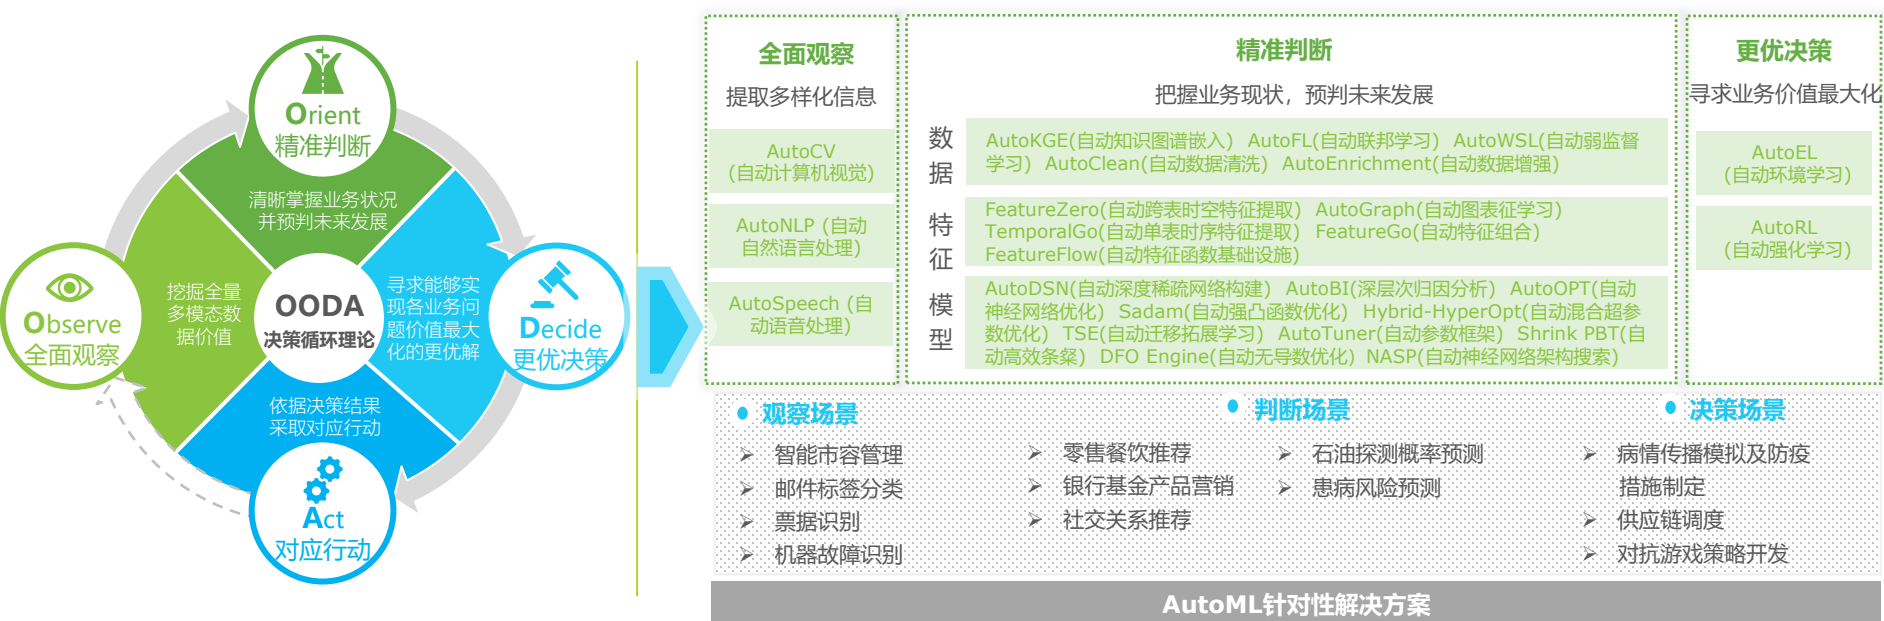 Orient
精准判断
清晰掌握业务状况
并预判未来发展
Observe
全面观察
挖掘全量
多模态数
据价值
OODA
决策循环理论
寻求能够实
现各业务问
题价值最大
化的更优解
Decide
更优决策
依据决策结果
采取对应行动
Act
对应行动
全面观察
提取多样化信息
AutoCV
(自动计算机视觉)
AutoNLP (自动
自然语言处理)
AutoSpeech (自
动语音处理)
精准判断
把握业务现状，预判未来发展
数
据
AutoKGE(自动知识图谱嵌入) AutoFL(自动联邦学习) AutoWSL(自动弱监督
学习) AutoClean(自动数据清洗) AutoEnrichment(自动数据增强)
特
征
FeatureZero(自动跨表时空特征提取) AutoGraph(自动图表征学习)
TemporalGo(自动单表时序特征提取) FeatureGo(自动特征组合)
FeatureFlow(自动特征函数基础设施)
模
型
AutoDSN(自动深度稀疏网络构建) AutoBI(深层次归因分析) AutoOPT(自动
神经网络优化) Sadam(自动强凸函数优化) Hybrid-HyperOpt(自动混合超参
数优化) TSE(自动迁移拓展学习) AutoTuner(自动参数框架) Shrink PBT(自
动高效条粲) DFO Engine(自动无导数优化) NASP(自动神经网络架构搜索)
更优决策
寻求业务价值最大化
AutoEL
(自动环境学习)
AutoRL
(自动强化学习)
观察场景
智能市容管理
邮件标签分类
票据识别
机器故障识别
判断场景
零售餐饮推荐
银行基金产品营销
社交关系推荐
石油探测概率预测
患病风险预测
决策场景
病情传播模拟及防疫
措施制定
供应链调度
对抗游戏策略开发
AutoML针对性解决方案